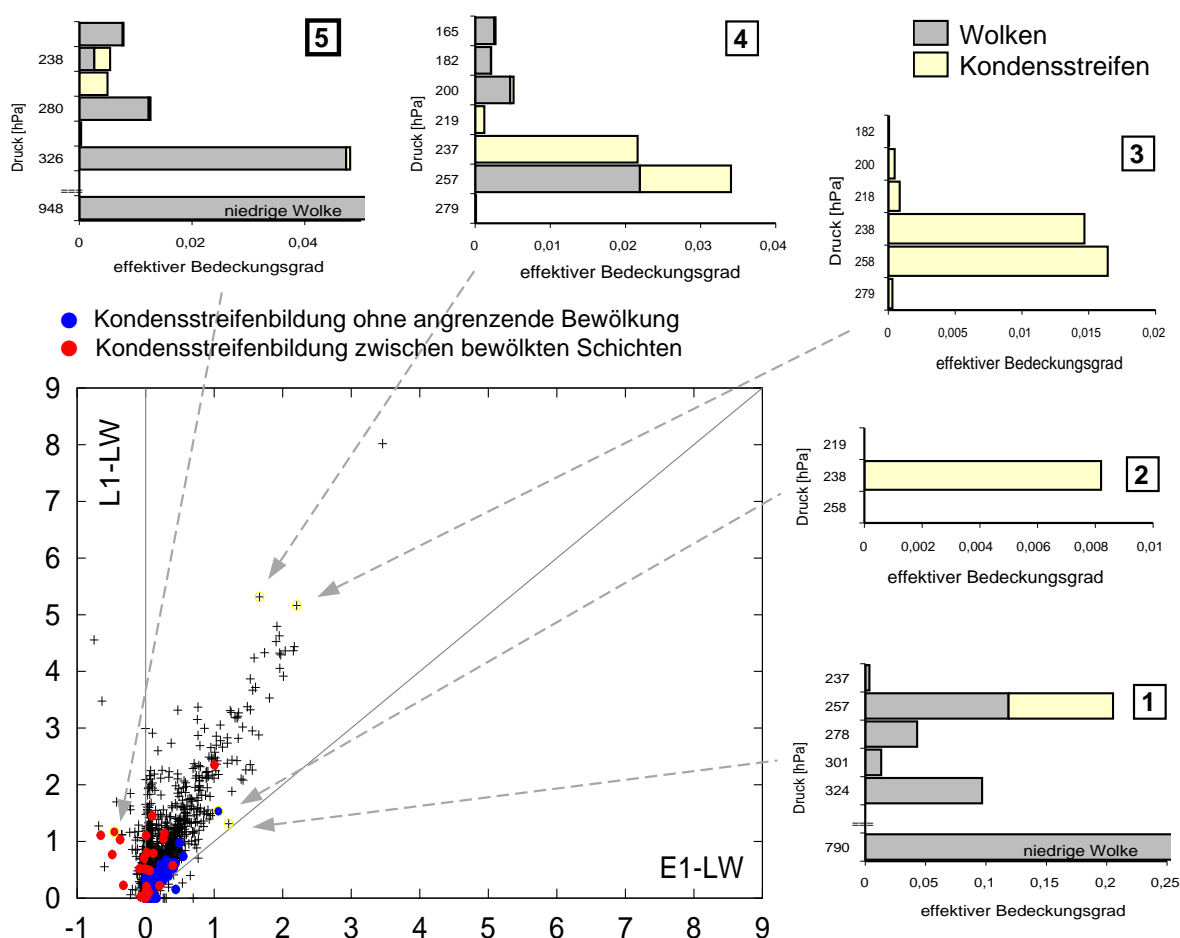 5
238
280
326
948
===
Druck [hPa]
niedrige Wolke
0 0,02 0,04
effektiver Bedeckungsgrad
4
165
182
200
219
237
257
279
Druck [hPa]
0 0,01 0,02 0,03 0,04
effektiver Bedeckungsgrad
Wolken
Kondensstreifen
3
182
200
218
238
258
279
Druck [hPa]
0 0,005 0,01 0,015 0,02
effektiver Bedeckungsgrad
Kondensstreifenbildung ohne angrenzende Bewölkung
Kondensstreifenbildung zwischen bewölkten Schichten
9
8
7
6
5
4
3
2
1
0
L1-LW
E1-LW
-1 0 1 2 3 4 5 6 7 8 9
2
219
238
258
Druck [hPa]
0 0,002 0,004 0,006 0,008 0,01
effektiver Bedeckungsgrad
1
237
257
278
301
324
===
790
Druck [hPa]
niedrige Wolke
0 0,05 0,1 0,15 0,2 0,25
effektiver Bedeckungsgrad